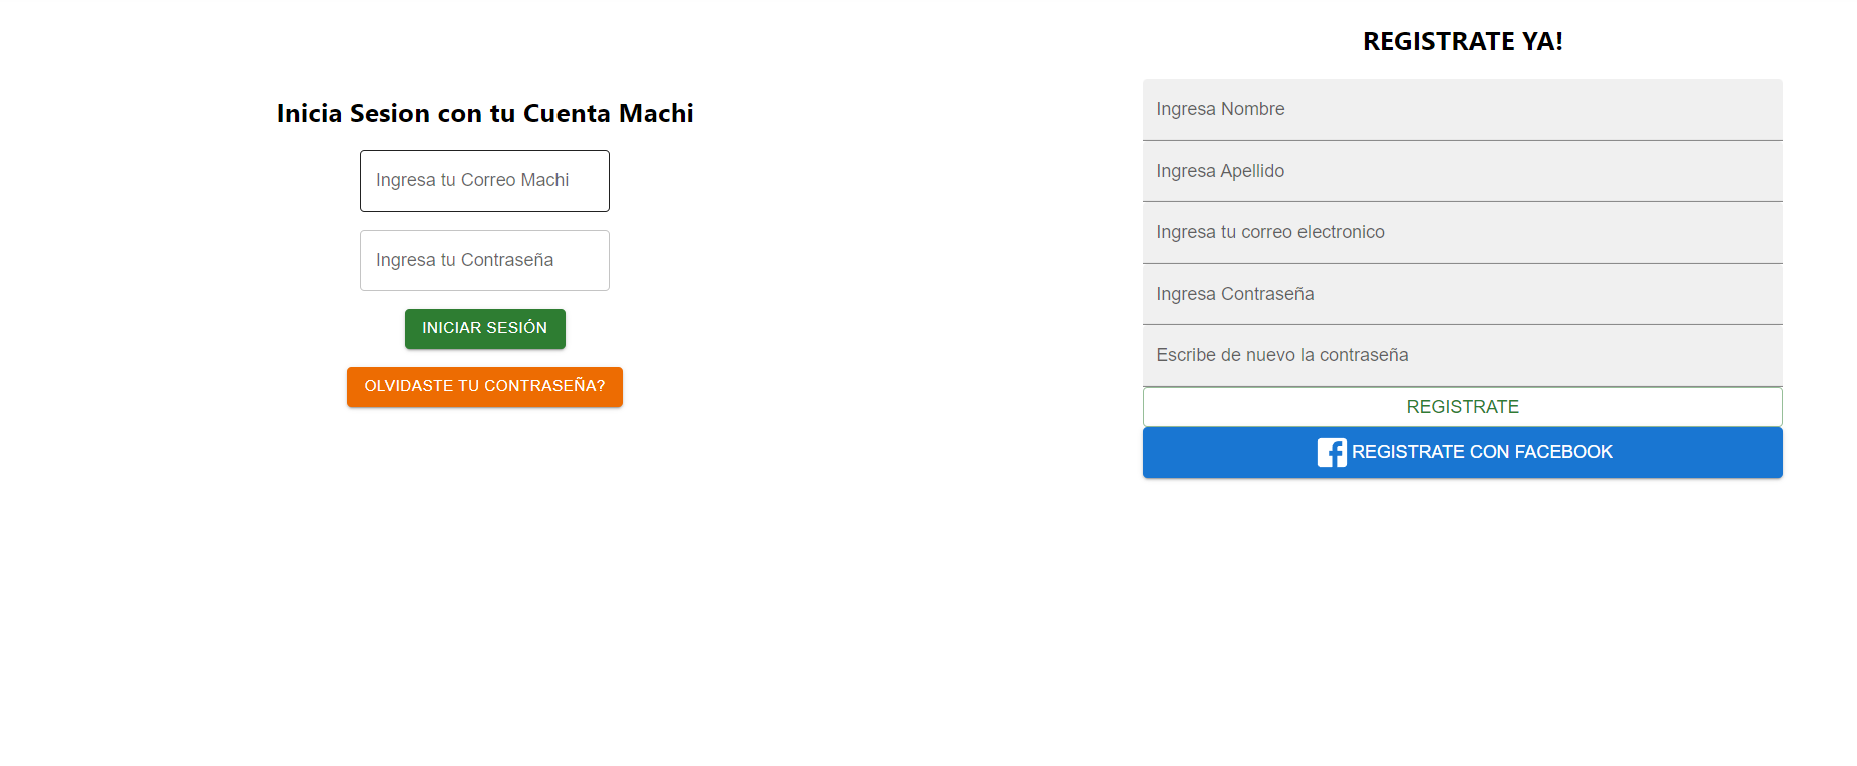 Inicia Sesion con tu Cuenta Machi
Ingresa tu Correo Machi
Ingresa tu Contraseña
INICIAR SESIÓN
OLVIDASTE TU CONTRASEÑA?
REGISTRATE YA!
Ingresa Nombre
Ingresa Apellido
Ingresa tu correo electronico
Ingresa Contraseña
Escribe de nuevo la contraseña
REGISTRATE
REGISTRATE CON FACEBOOK